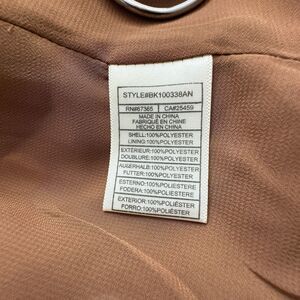 STYLE#BK100338AN
RN#67365 CA#25459
MADE IN CHINA
FABRIQUÉ EN CHINE
HECHO EN CHINA
SHELL:100%POLYESTER
LINING:100%POLYESTER
EXTÉRIEUR:100%POLYESTER
DOUBLURE:100%POLYESTER
AUßERHALB:100%POLYESTER
FUTTER:100%POLYESTER
ESTERNO:100%POLIESTERE
FODERA:100%POLIESTERE
EXTERIOR:100%POLIÉSTER
FORRO:100%POLIÉSTER